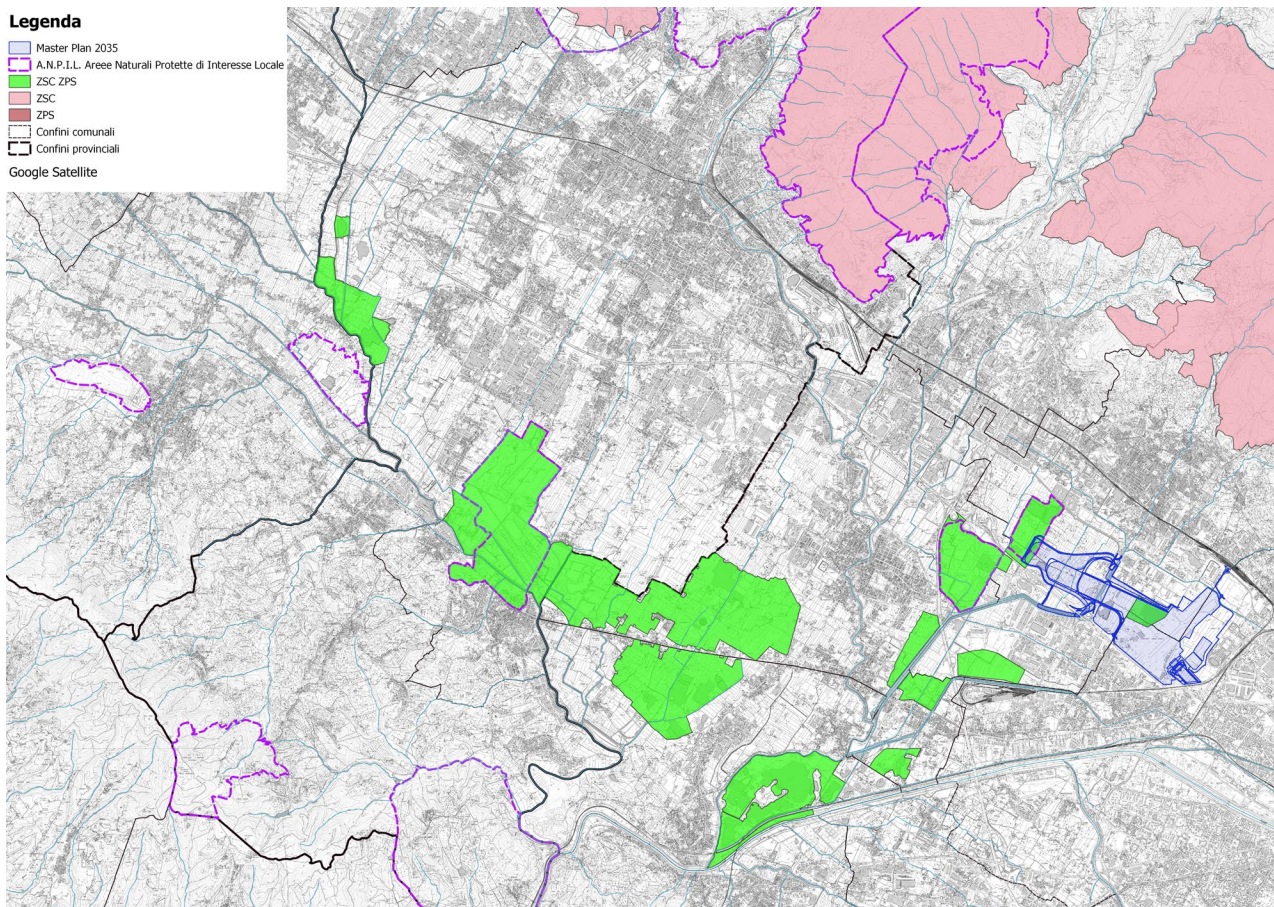 Legenda
Master Plan 2035
A.N.P.I.L. Areee Naturali Protette di Interesse Locale
ZSC ZPS
ZSC
ZPS
Confini comunali
Confini provinciali
Google Satellite